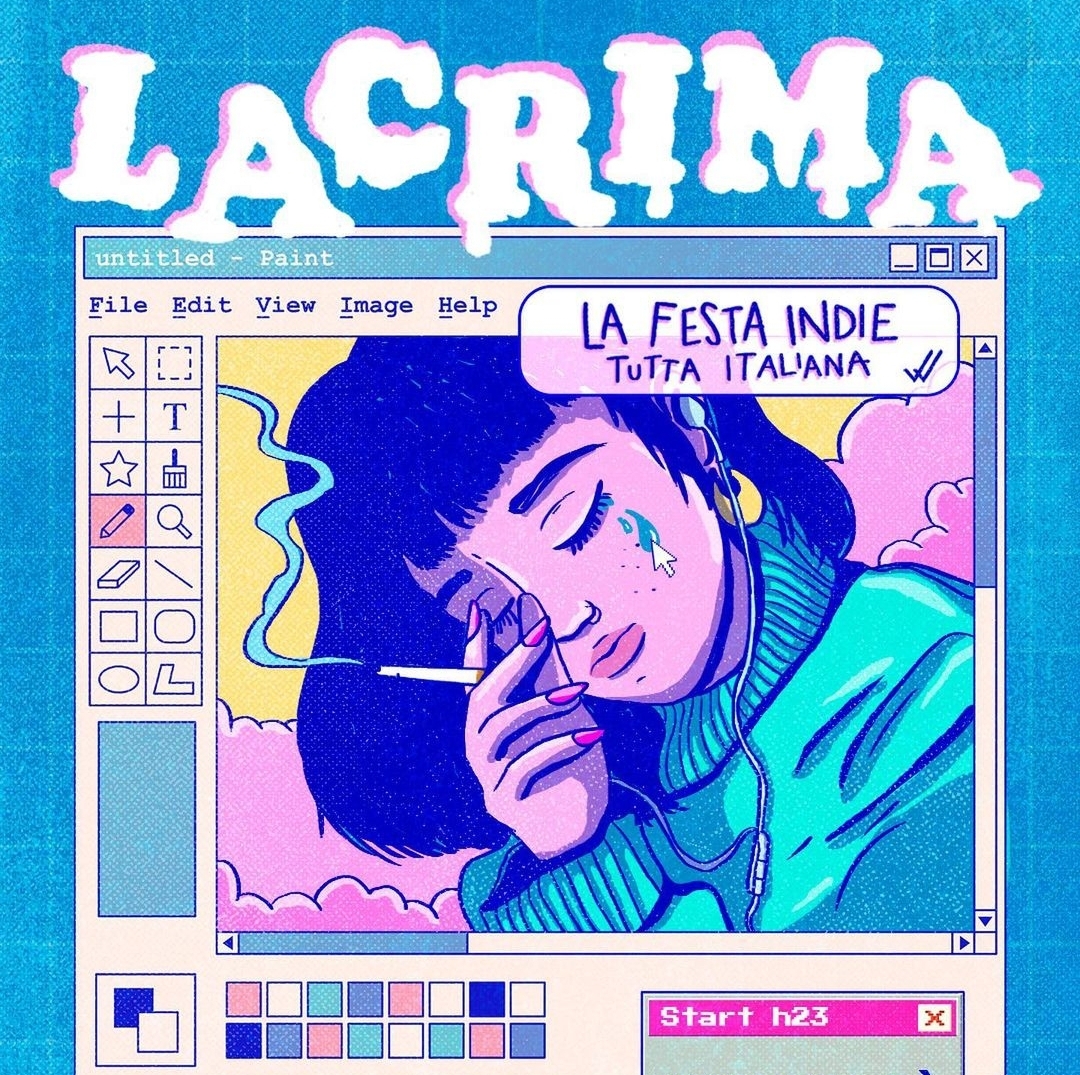 LACRIMA
untitled - Paint
File Edit View Image Help
LA FESTA INDIE
TUTTA ITALIANA
T
Start h23